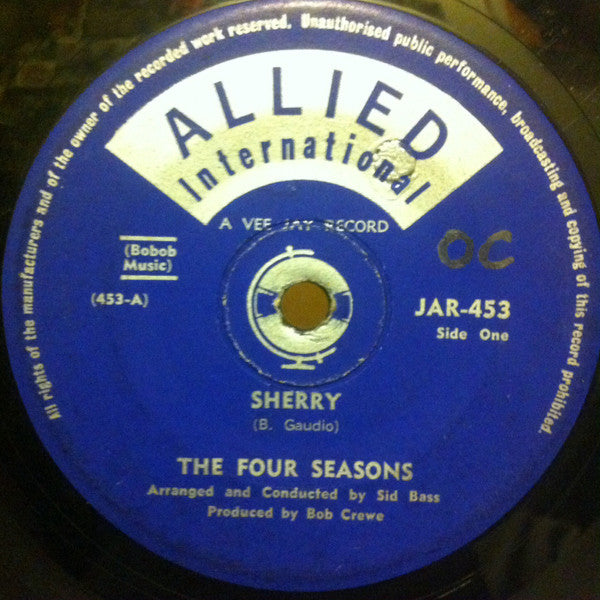 All rights of the manufacturers and of the owner of the recorded work reserved. Unauthorised public performance, broadcasting and copying of this record prohibited.
ALLIED
International
A VEE JAY RECORD
(Bobob
Music)
OC
(453-A)
JAR-453
Side One
SHERRY
(B. Gaudio)
THE FOUR SEASONS
Arranged and Conducted by Sid Bass
Produced by Bob Crewe